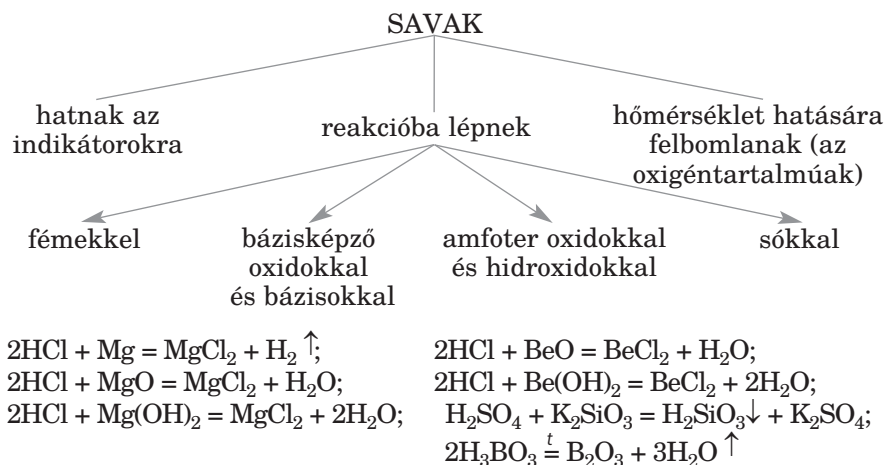 SAVAK
hatnak az
indikátorokra
reakcióba lépnek
hőmérséklet hatására
felbomlanak (az
oxigéntartalmúak)
fémekkel
bázisképző
oxidokkal
és bázisokkal
amfoter oxidokkal
és hidroxidokkal
sókkal
2HCl + Mg = MgCl₂ + H₂ ↑;
2HCl + MgO = MgCl₂ + H₂O;
2HCl + Mg(OH)₂ = MgCl₂ + 2H₂O;
2HCl + BeO = BeCl₂ + H₂O;
2HCl + Be(OH)₂ = BeCl₂ + 2H₂O;
H₂SO₄ + K₂SiO₃ = H₂SiO₃↓ + K₂SO₄;
2H₃BO₃ =ᵗ B₂O₃ + 3H₂O ↑